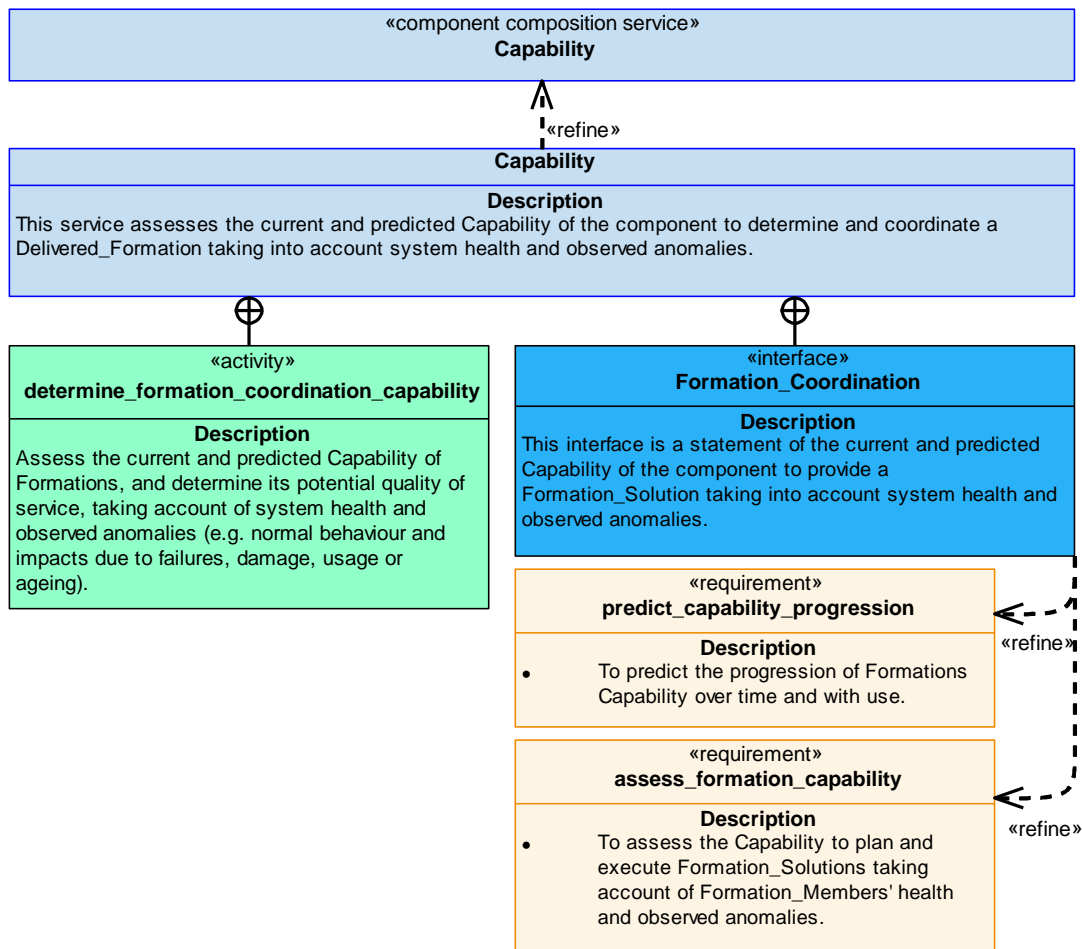 «component composition service»
Capability
«refine»
Capability
Description
This service assesses the current and predicted Capability of the component to determine and coordinate a
Delivered_Formation taking into account system health and observed anomalies.
«activity»
determine_formation_coordination_capability
Description
Assess the current and predicted Capability of
Formations, and determine its potential quality of
service, taking account of system health and
observed anomalies (e.g. normal behaviour and
impacts due to failures, damage, usage or
ageing).
«interface»
Formation_Coordination
Description
This interface is a statement of the current and predicted
Capability of the component to provide a
Formation_Solution taking into account system health and
observed anomalies.
«requirement»
predict_capability_progression
Description
• To predict the progression of Formations
Capability over time and with use.
«refine»
«requirement»
assess_formation_capability
Description
• To assess the Capability to plan and
execute Formation_Solutions taking
account of Formation_Members' health
and observed anomalies.
«refine»